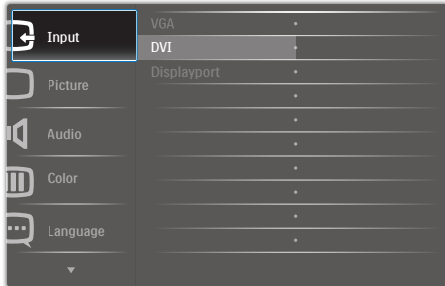 Input
Picture
Audio
Color
Language
VGA
DVI
Displayport